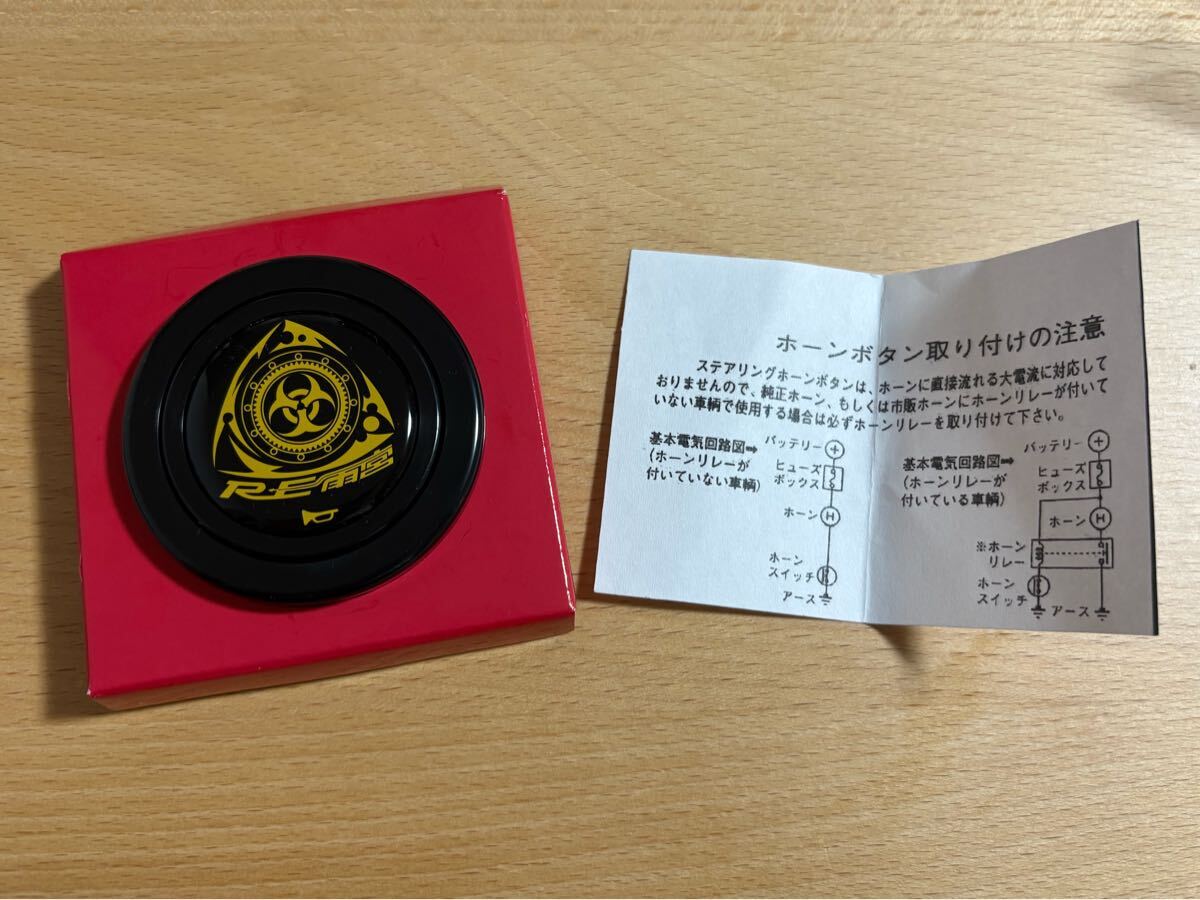 RE雨宮
ホーンボタン取り付けの注意
ステアリングホーンボタンは、ホーンに直接流れる大電流に対応して
おりませんので、純正ホーン、もしくは市販ホーンにホーンリレーが付いて
いない車輌で使用する場合は必ずホーンリレーを取り付けて下さい。
基本電気回路図➡
(ホーンリレーが
付いていない車輌)
バッテリー
ヒューズ
ボックス
ホーン
H
ホーン
スイッチ
アース
基本電気回路図➡
(ホーンリレーが
付いている車輌)
バッテリー
ヒューズ
ボックス
ホーン
H
※ホーン
リレー
ホーン
スイッチ
アース